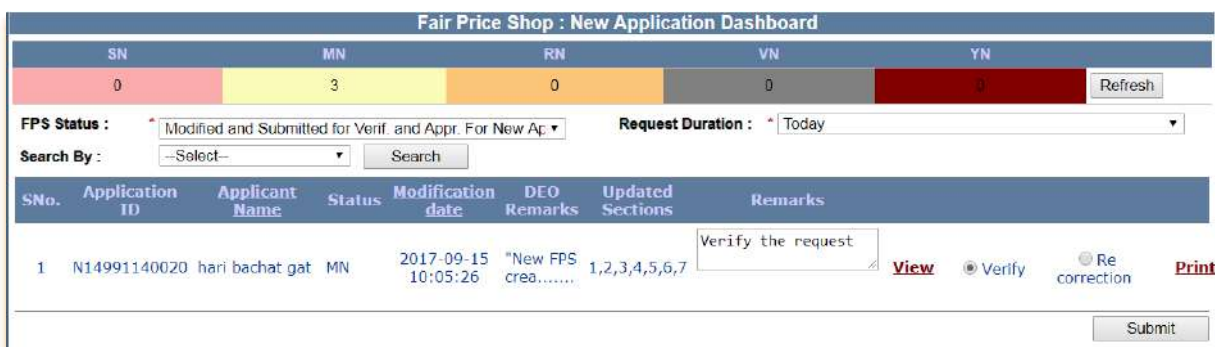 Fair Price Shop : New Application Dashboard
SN MN RN VN YN
0 3 0 0 0 Refresh
FPS Status : * Modified and Submitted for Verif. and Appr. For New Ap Request Duration : * Today
Search By : --Select-- Search
SNo. Application ID Applicant Name Status Modification date DEO Remarks Updated Sections Remarks
1 N14991140020 hari bachat gat MN 2017-09-15 10:05:26 "New FPS crea....... 1,2,3,4,5,6,7 Verify the request View Verify Re correction Print
Submit